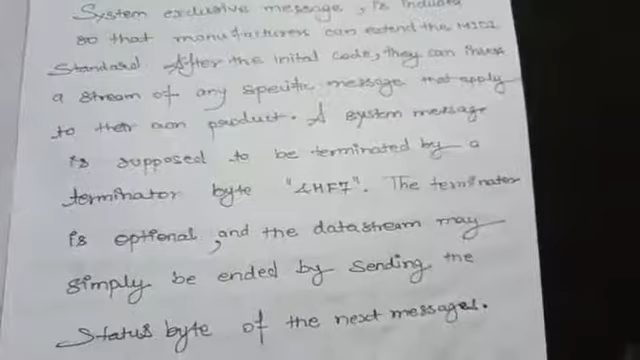 System exclusive message, is included
so that manufacturers can extend the MIDI
Standard After the inital code, they can insert
a stream of any specific message that apply
to their own product. A system message
is supposed to be terminated by a
terminator byte "&HF7". The terminator
is optional, and the datastream may
simply be ended by sending the
Status byte of the next messages.